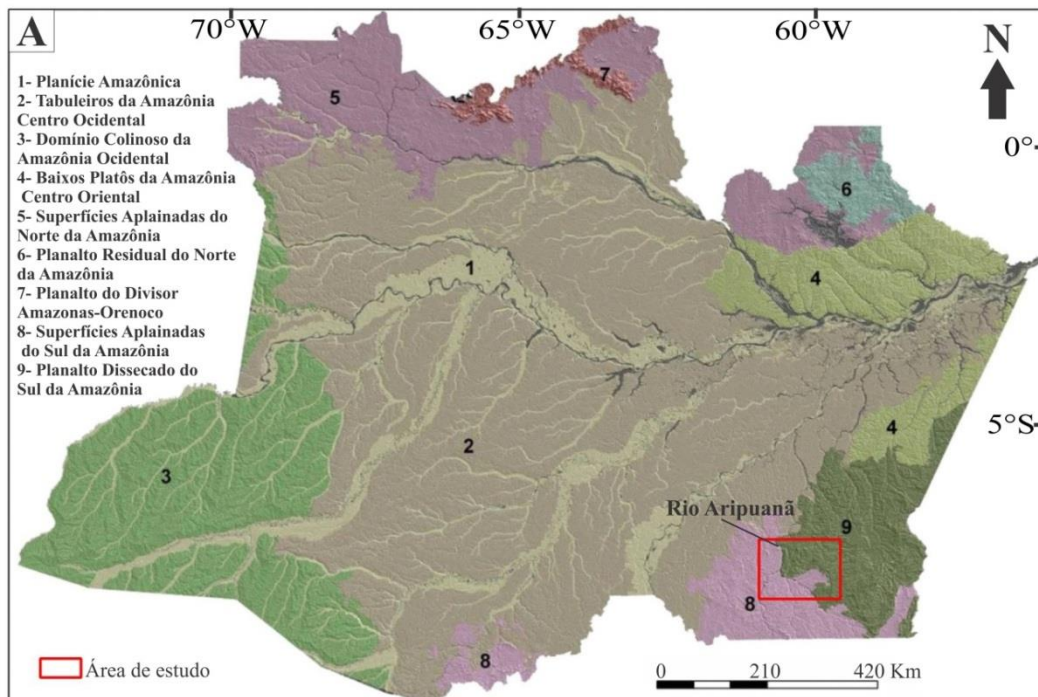 A
70°W
65°W
60°W
N
1- Planície Amazônica
2- Tabuleiros da Amazônia
Centro Ocidental
3- Domínio Colinoso da
Amazônia Ocidental
4- Baixos Platôs da Amazônia
Centro Oriental
5- Superfícies Aplainadas do
Norte da Amazônia
6- Planalto Residual do Norte
da Amazônia
7- Planalto do Divisor
Amazonas-Orenoco
8- Superfícies Aplainadas
do Sul da Amazônia
9- Planalto Dissecado do
Sul da Amazônia
7
5
0°
6
1
4
5°S
4
2
3
Rio Aripuanã
9
8
8
Área de estudo
0 210 420 Km